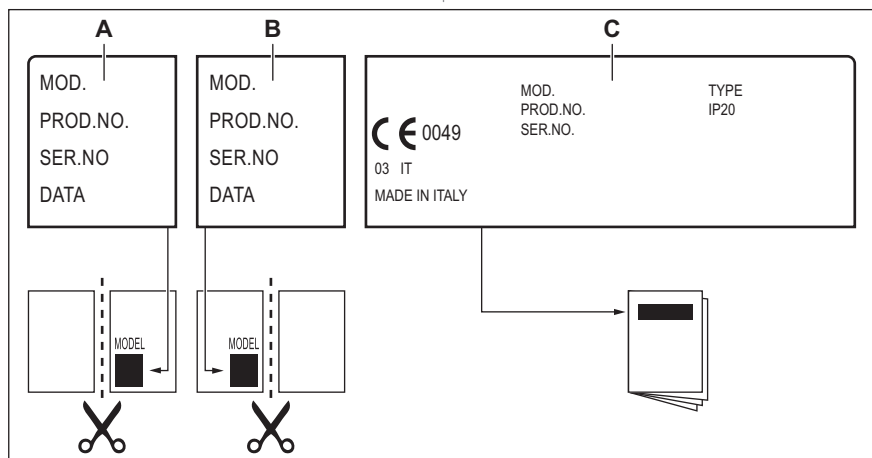 A
B
C
MOD.
PROD.NO.
SER.NO
DATA
MOD.
PROD.NO.
SER.NO
DATA
MOD.
PROD.NO.
SER.NO.
TYPE
IP20
CE 0049
03 IT
MADE IN ITALY
MODEL
MODEL